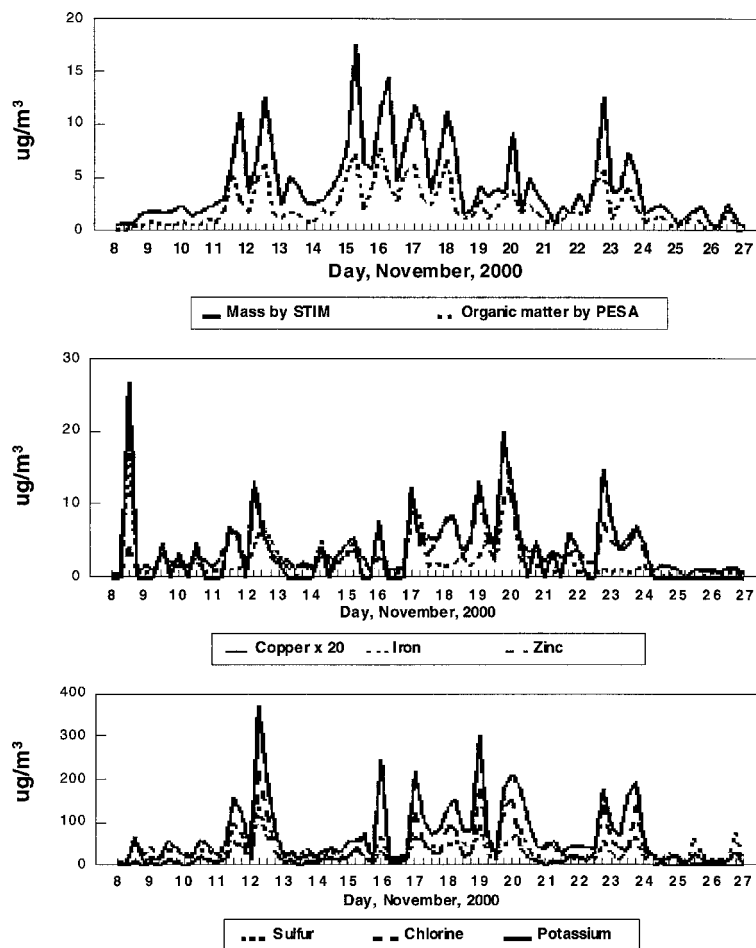 20
15
10
5
0
ug/m³
8 9 10 11 12 13 14 15 16 17 18 19 20 21 22 23 24 25 26 27
Day, November, 2000
Mass by STIM Organic matter by PESA
30
20
10
0
ug/m³
8 9 10 11 12 13 14 15 16 17 18 19 20 21 22 23 24 25 26 27
Day, November, 2000
Copper x 20 Iron Zinc
400
300
200
100
0
ug/m³
8 9 10 11 12 13 14 15 16 17 18 19 20 21 22 23 24 25 26 27
Day, November, 2000
Sulfur Chlorine Potassium